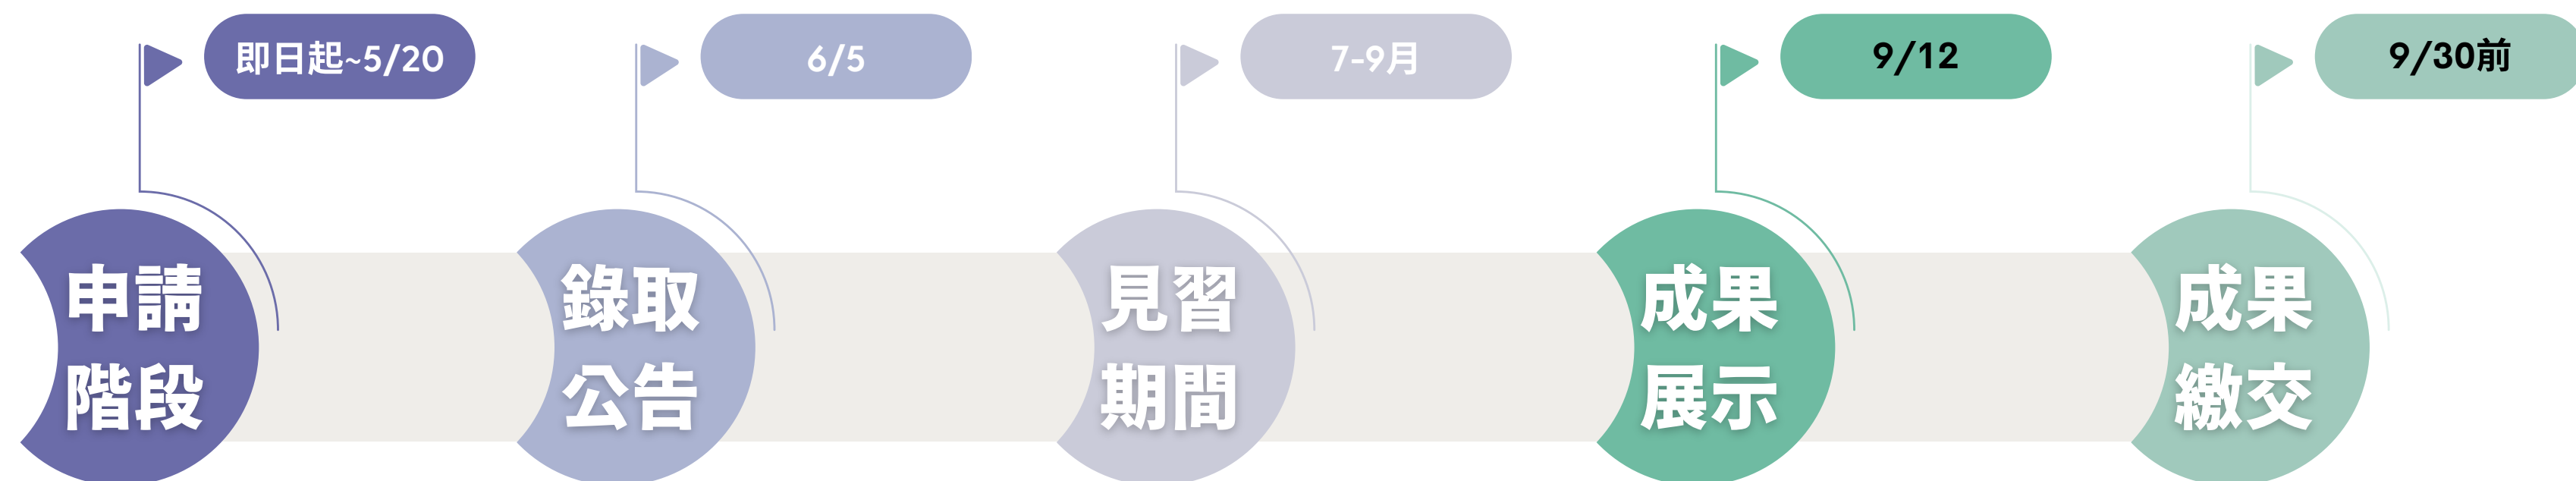 即日起~5/20
6/5
7-9月
9/12
9/30前
申請
階段
錄取
公告
見習
期間
成果
展示
成果
繳交